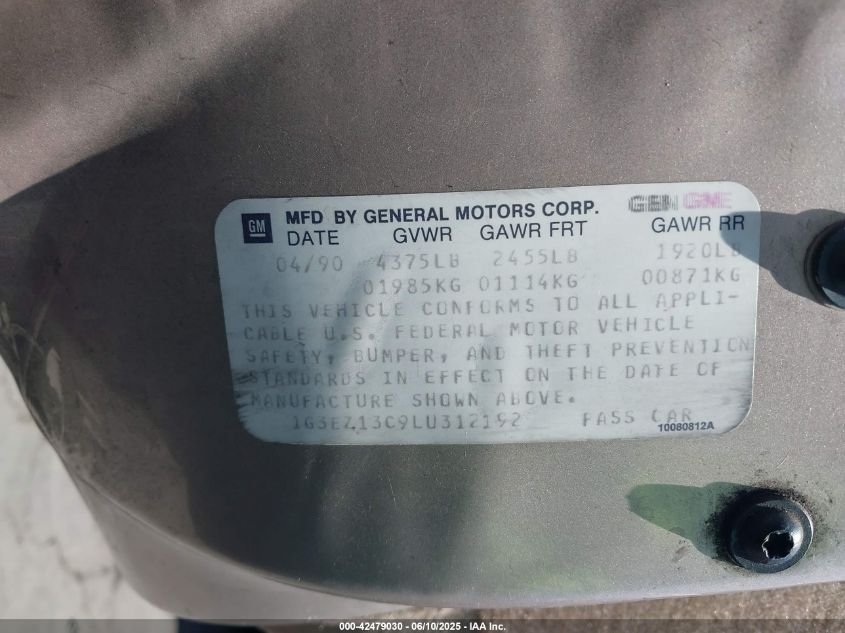 GM MFD BY GENERAL MOTORS CORP.
DATE GVWR GAWR FRT GAWR RR
04/90 4375LB 2455LB 1920LB
01985KG 01114KG 00871KG
THIS VEHICLE CONFORMS TO ALL APPLI-
CABLE U.S. FEDERAL MOTOR VEHICLE
SAFETY, BUMPER, AND THEFT PREVENTION
STANDARDS IN EFFECT ON THE DATE OF
MANUFACTURE SHOWN ABOVE.
1G3EZ13C9LU312192 PASS CAR
10080812A
000-42479030 - 06/10/2025 - IAA Inc.